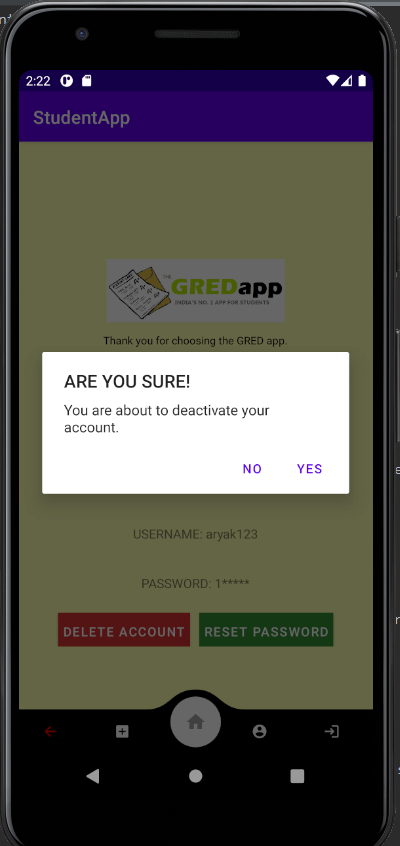 2:22
StudentApp
THE
GREDapp
INDIA'S NO. 1 APP FOR STUDENTS
Thank you for choosing the GRED app.
ARE YOU SURE!
You are about to deactivate your
account.
NO YES
USERNAME: aryak123
PASSWORD: 1*****
DELETE ACCOUNT RESET PASSWORD